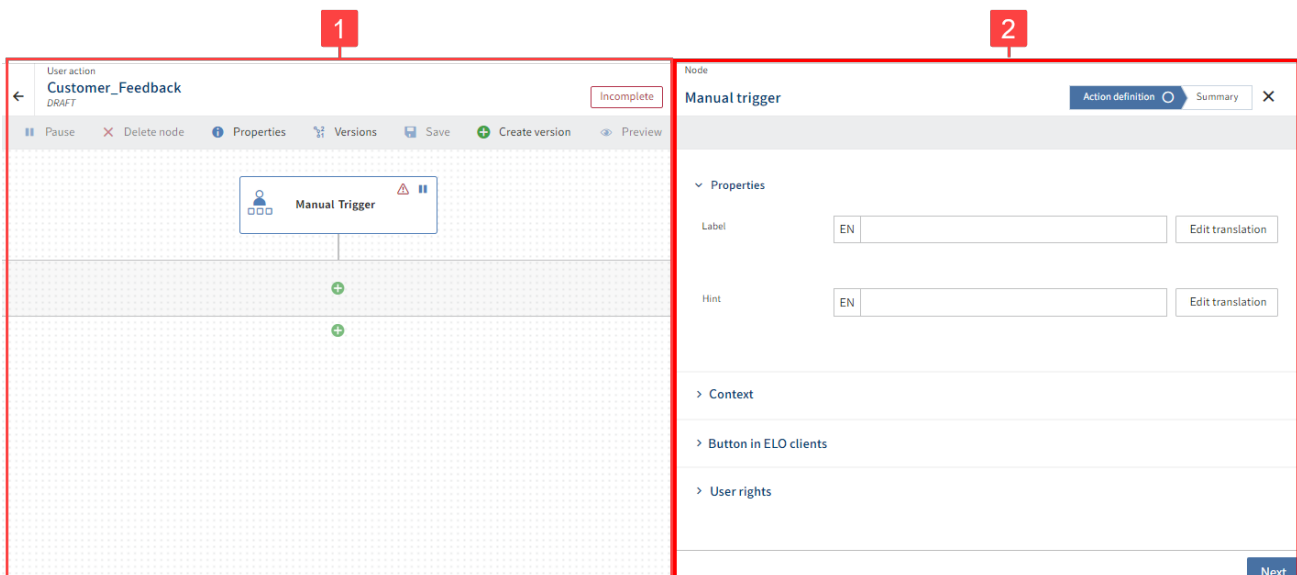 1
2
User action
Customer_Feedback
DRAFT
Incomplete
Pause Delete node Properties Versions Save Create version Preview
Manual Trigger
Node
Manual trigger
Action definition Summary
Properties
Label EN Edit translation
Hint EN Edit translation
Context
Button in ELO clients
User rights
Next